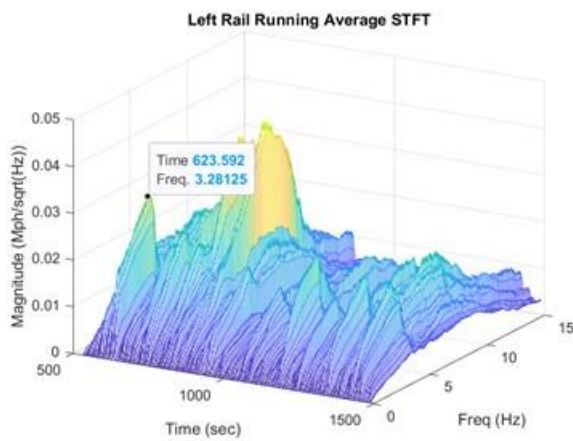 Left Rail Running Average STFT
0.05
0.04
0.03
0.02
0.01
0
Magnitude (Mph/sqrt(Hz))
Time 623.592
Freq. 3.28125
500
1000
1500
Time (sec)
0
5
10
15
Freq (Hz)